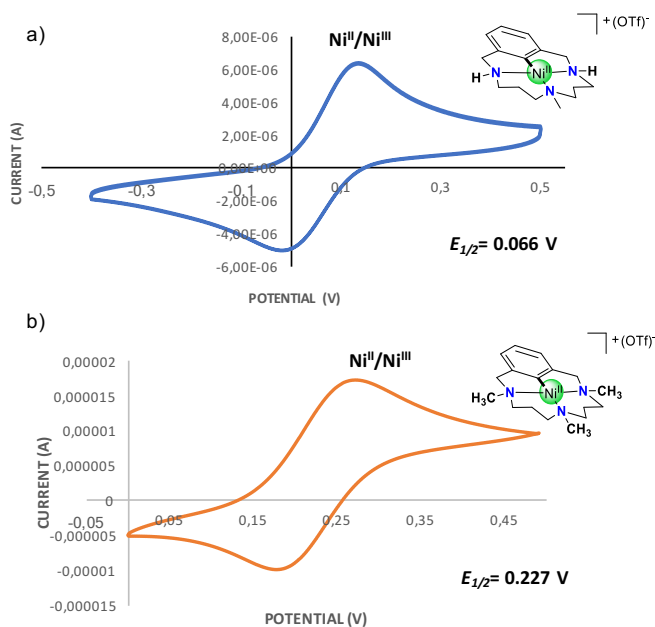 a)
Ni^II/Ni^III
+(OTf)-
Ni^II
H-N
N-H
N
CURRENT (A)
8,00E-06
6,00E-06
4,00E-06
2,00E-06
0,00E+00
-2,00E-06
-4,00E-06
-6,00E-06
-0,5
-0,3
-0,1
0,1
0,3
0,5
E1/2= 0.066 V
POTENTIAL (V)
b)
Ni^II/Ni^III
+(OTf)-
Ni^II
N
H3C
N-CH3
N
CH3
CURRENT (A)
0,00002
0,000015
0,00001
0,000005
0
-0,000005
-0,00001
-0,000015
-0,05
0,05
0,15
0,25
0,35
0,45
E1/2= 0.227 V
POTENTIAL (V)